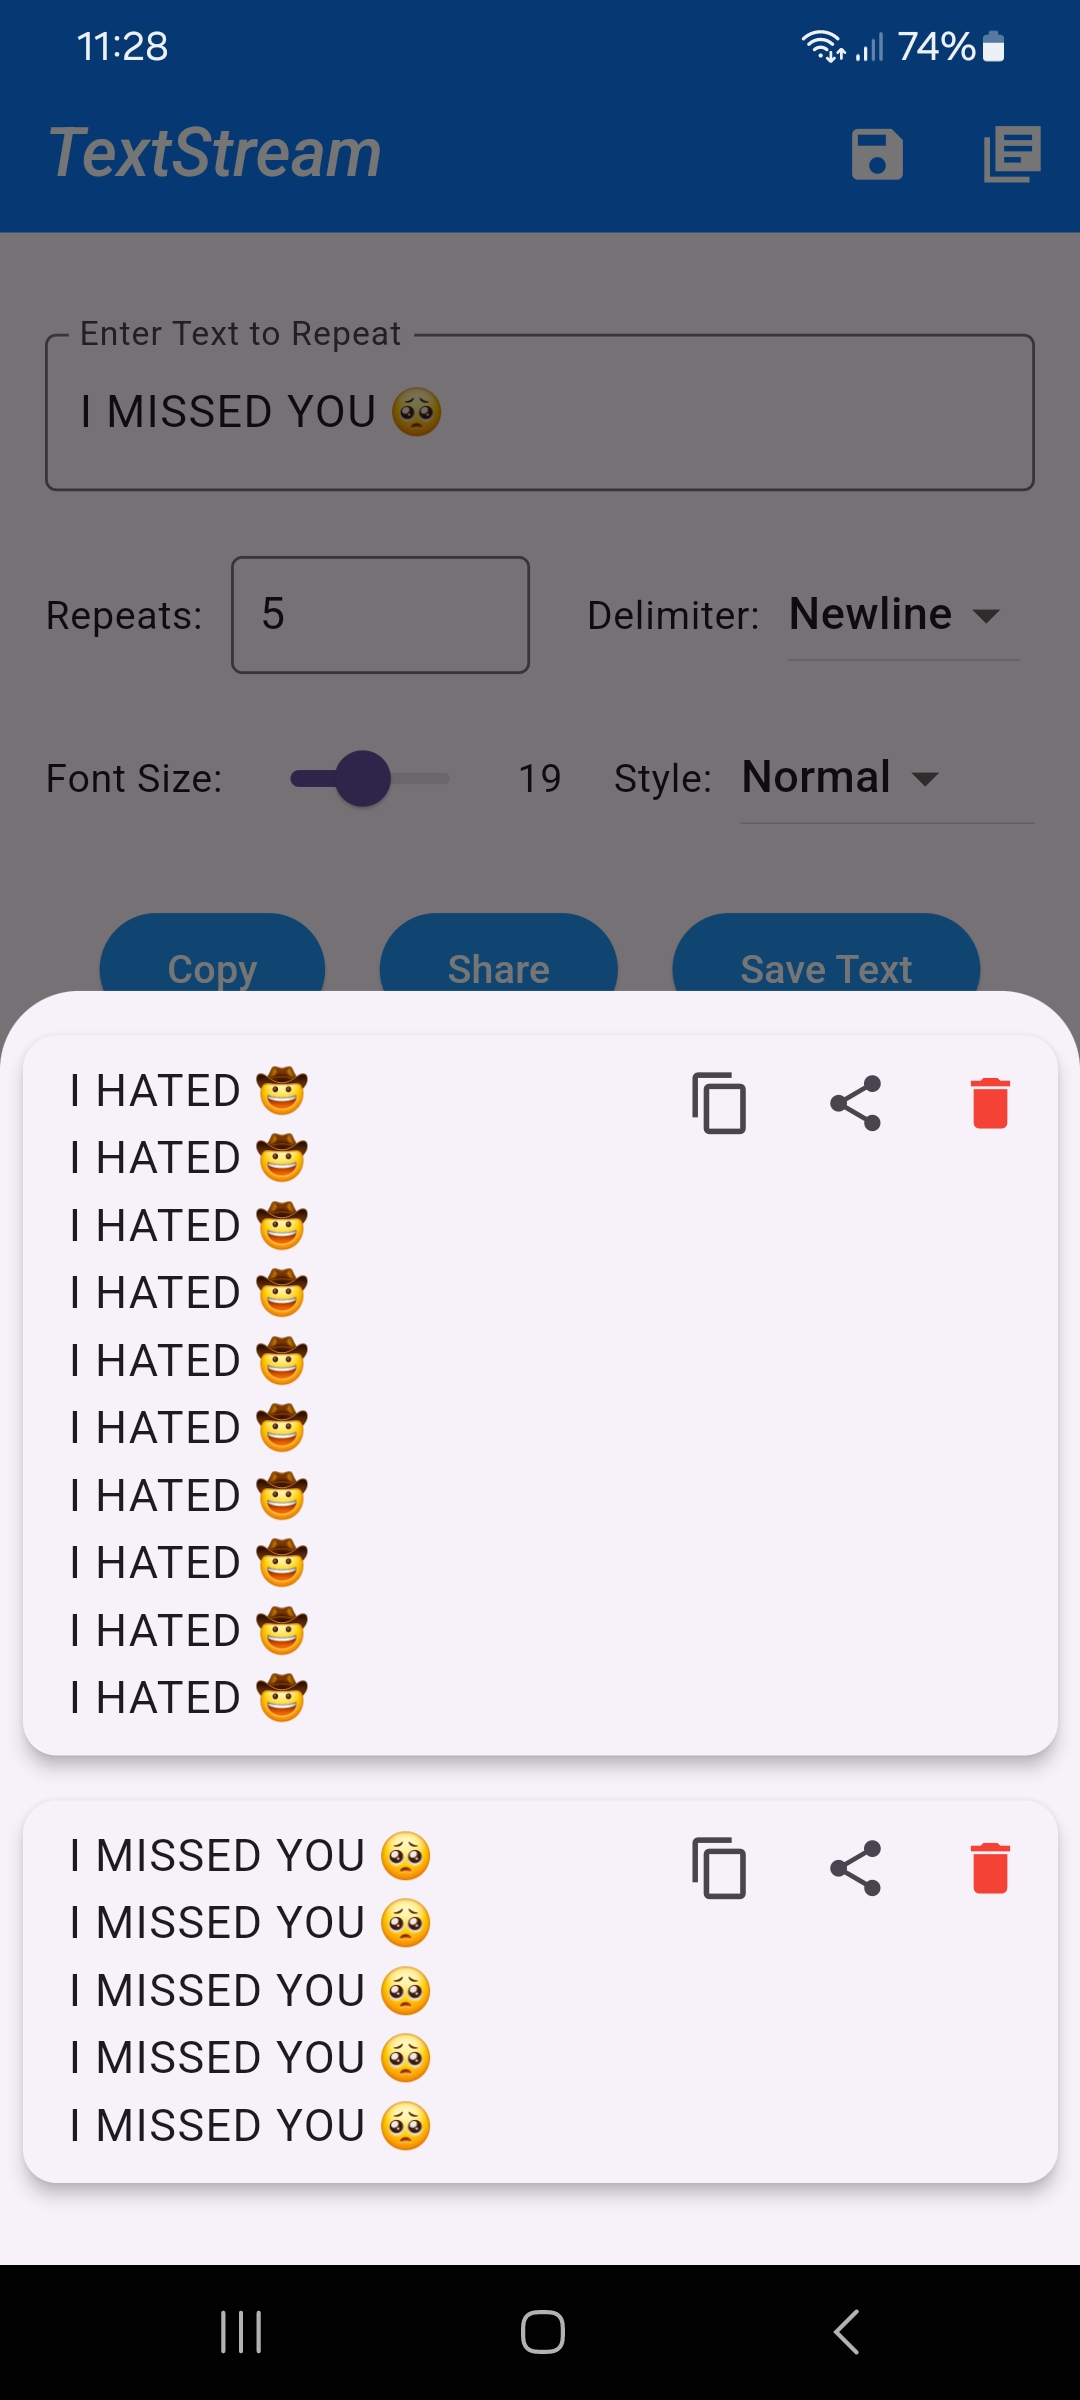 11:28 74%
TextStream
Enter Text to Repeat
I MISSED YOU 🥺
Repeats: 5 Delimiter: Newline
Font Size: 19 Style: Normal
Copy Share Save Text
I HATED 🤠
I HATED 🤠
I HATED 🤠
I HATED 🤠
I HATED 🤠
I HATED 🤠
I HATED 🤠
I HATED 🤠
I HATED 🤠
I HATED 🤠
I MISSED YOU 🥺
I MISSED YOU 🥺
I MISSED YOU 🥺
I MISSED YOU 🥺
I MISSED YOU 🥺